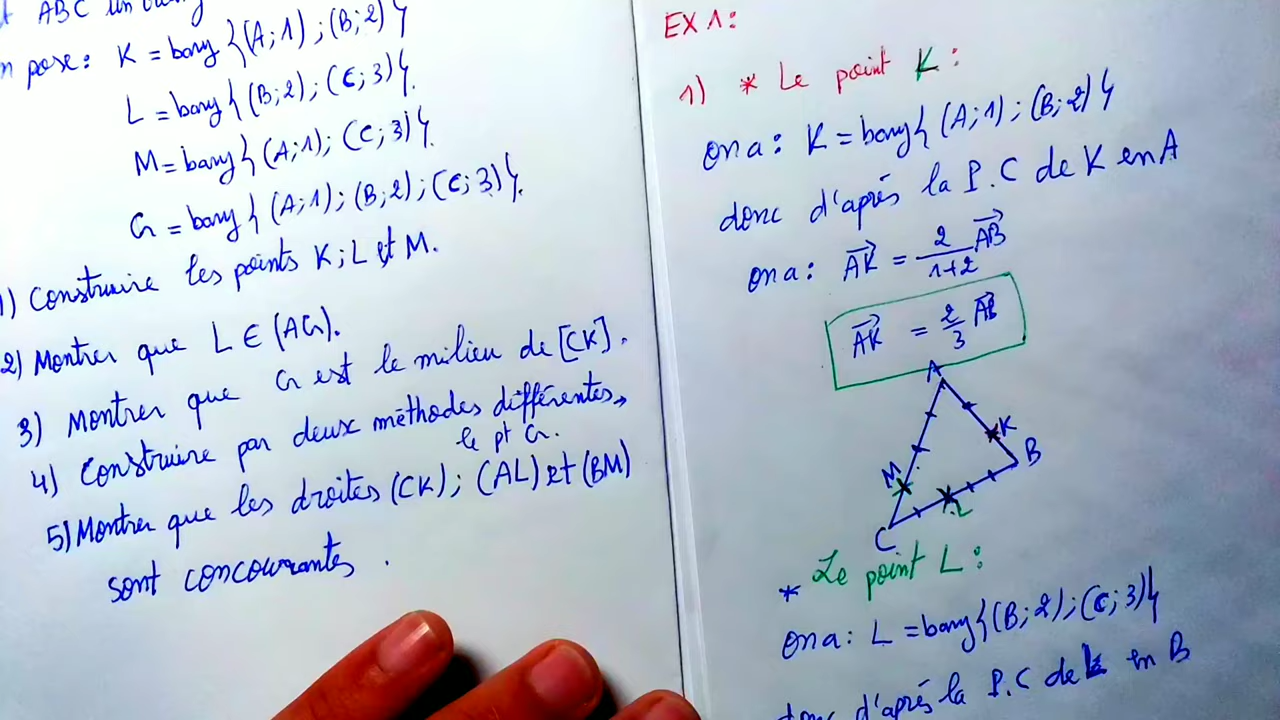 ABC un
pose : K = bary {(A;1) ; (B;2)}
L = bary {(B;2) ; (C;3)}.
M = bary {(A;1) ; (C;3)}.
G = bary {(A;1) ; (B;2) ; (C;3)}.
1) Construire les points K ; L et M.
2) Montrer que L ∈ (AG).
3) Montrer que G est le milieu de [CK].
4) Construire par deux méthodes différentes,
le pt G.
5) Montrer que les droites (CK) ; (AL) et (BM)
sont concourantes.
EX 1 :
1) * Le point K :
on a : K = bary {(A;1) ; (B;2)}
donc d'aprés la P.C de K en A
on a : AK⃗ = 2/(1+2) AB⃗
AK⃗ = 2/3 AB⃗
A
K
B
M
L
C
* Le point L :
on a : L = bary {(B;2) ; (C;3)}
donc d'aprés la P.C de L en B